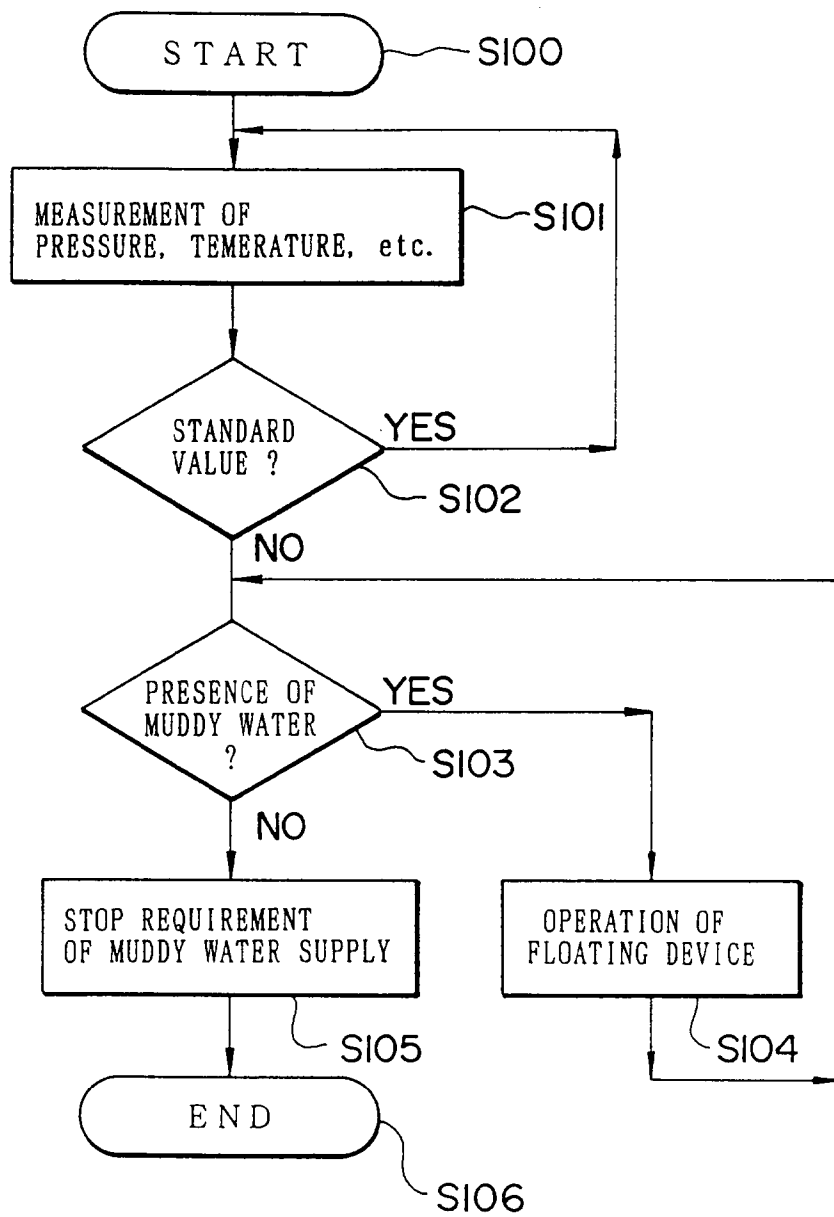 START
S100
MEASUREMENT OF
PRESSURE, TEMERATURE, etc.
S101
STANDARD
VALUE ?
YES
S102
NO
PRESENCE OF
MUDDY WATER
?
YES
S103
NO
STOP REQUIREMENT
OF MUDDY WATER SUPPLY
S105
OPERATION OF
FLOATING DEVICE
S104
END
S106